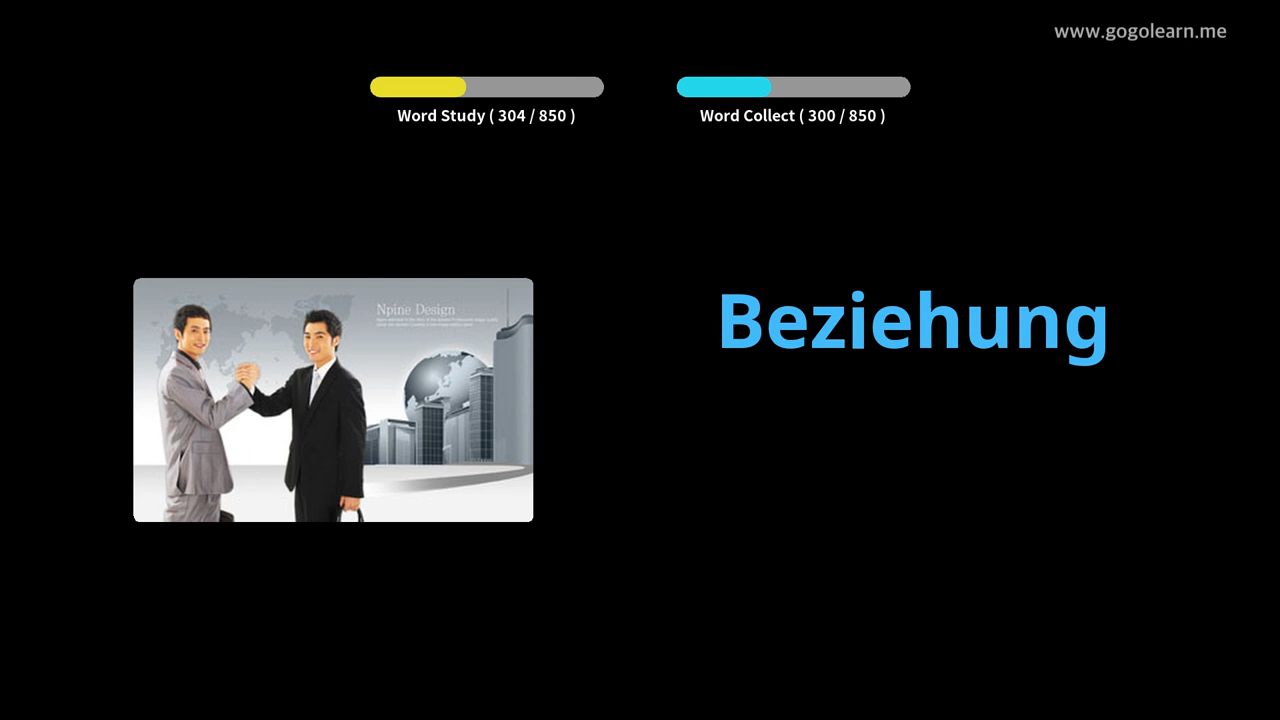 www.gogolearn.me
Word Study ( 304 / 850 )
Word Collect ( 300 / 850 )
Npine Design
Beziehung